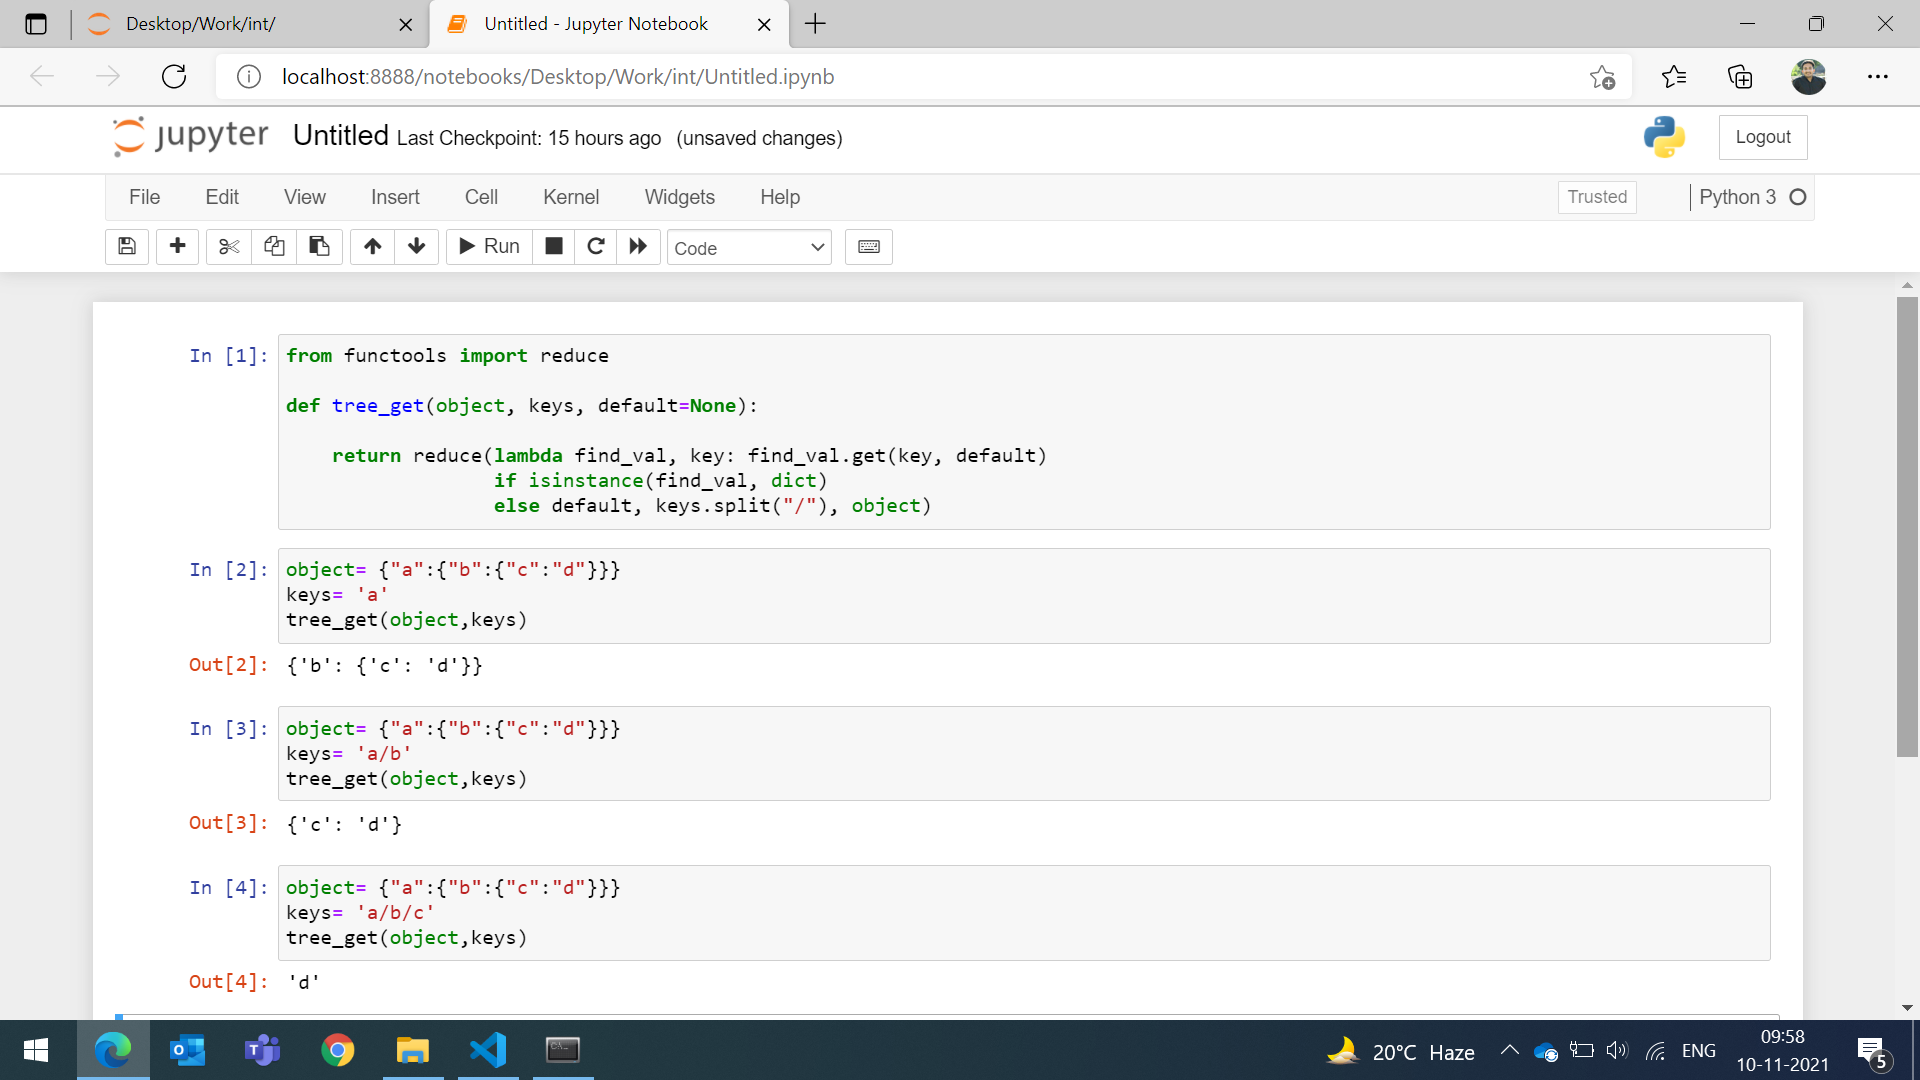 Desktop/Work/int/
Untitled - Jupyter Notebook
localhost:8888/notebooks/Desktop/Work/int/Untitled.ipynb
jupyter Untitled Last Checkpoint: 15 hours ago (unsaved changes)
Logout
File Edit View Insert Cell Kernel Widgets Help
Trusted
Python 3
Run
Code
In [1]:
from functools import reduce
def tree_get(object, keys, default=None):
    return reduce(lambda find_val, key: find_val.get(key, default)
                  if isinstance(find_val, dict)
                  else default, keys.split("/"), object)
In [2]:
object= {"a":{"b":{"c":"d"}}}
keys= 'a'
tree_get(object,keys)
Out[2]: {'b': {'c': 'd'}}
In [3]:
object= {"a":{"b":{"c":"d"}}}
keys= 'a/b'
tree_get(object,keys)
Out[3]: {'c': 'd'}
In [4]:
object= {"a":{"b":{"c":"d"}}}
keys= 'a/b/c'
tree_get(object,keys)
Out[4]: 'd'
20°C Haze
ENG
09:58
10-11-2021
5